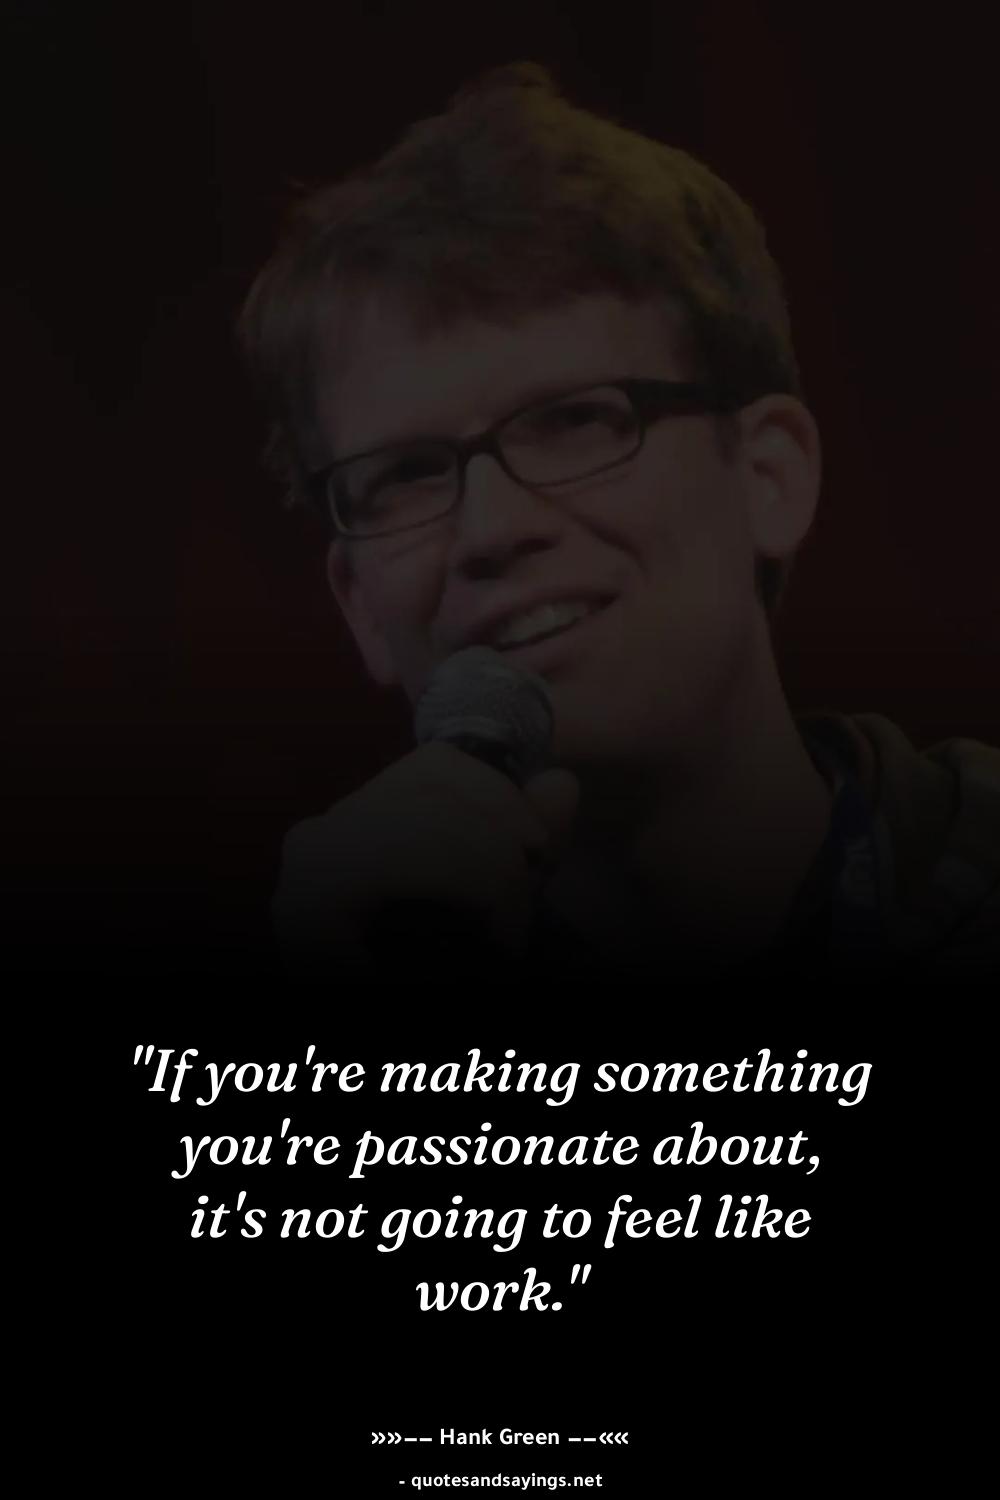 "If you're making something
you're passionate about,
it's not going to feel like
work."
»»−− Hank Green −−««
- quotesandsayings.net